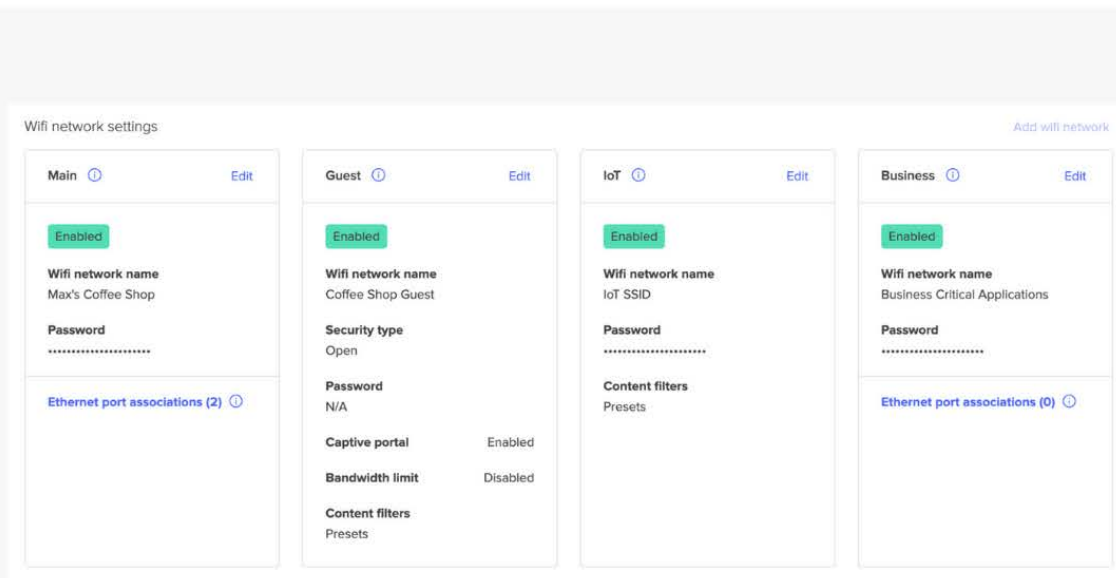 Wifi network settings
Add wifi network
Main
Edit
Enabled
Wifi network name
Max's Coffee Shop
Password
••••••••••••••••••••••
Ethernet port associations (2)
Guest
Edit
Enabled
Wifi network name
Coffee Shop Guest
Security type
Open
Password
N/A
Captive portal Enabled
Bandwidth limit Disabled
Content filters
Presets
IoT
Edit
Enabled
Wifi network name
IoT SSID
Password
••••••••••••••••••••••
Content filters
Presets
Business
Edit
Enabled
Wifi network name
Business Critical Applications
Password
••••••••••••••••••••••
Ethernet port associations (0)